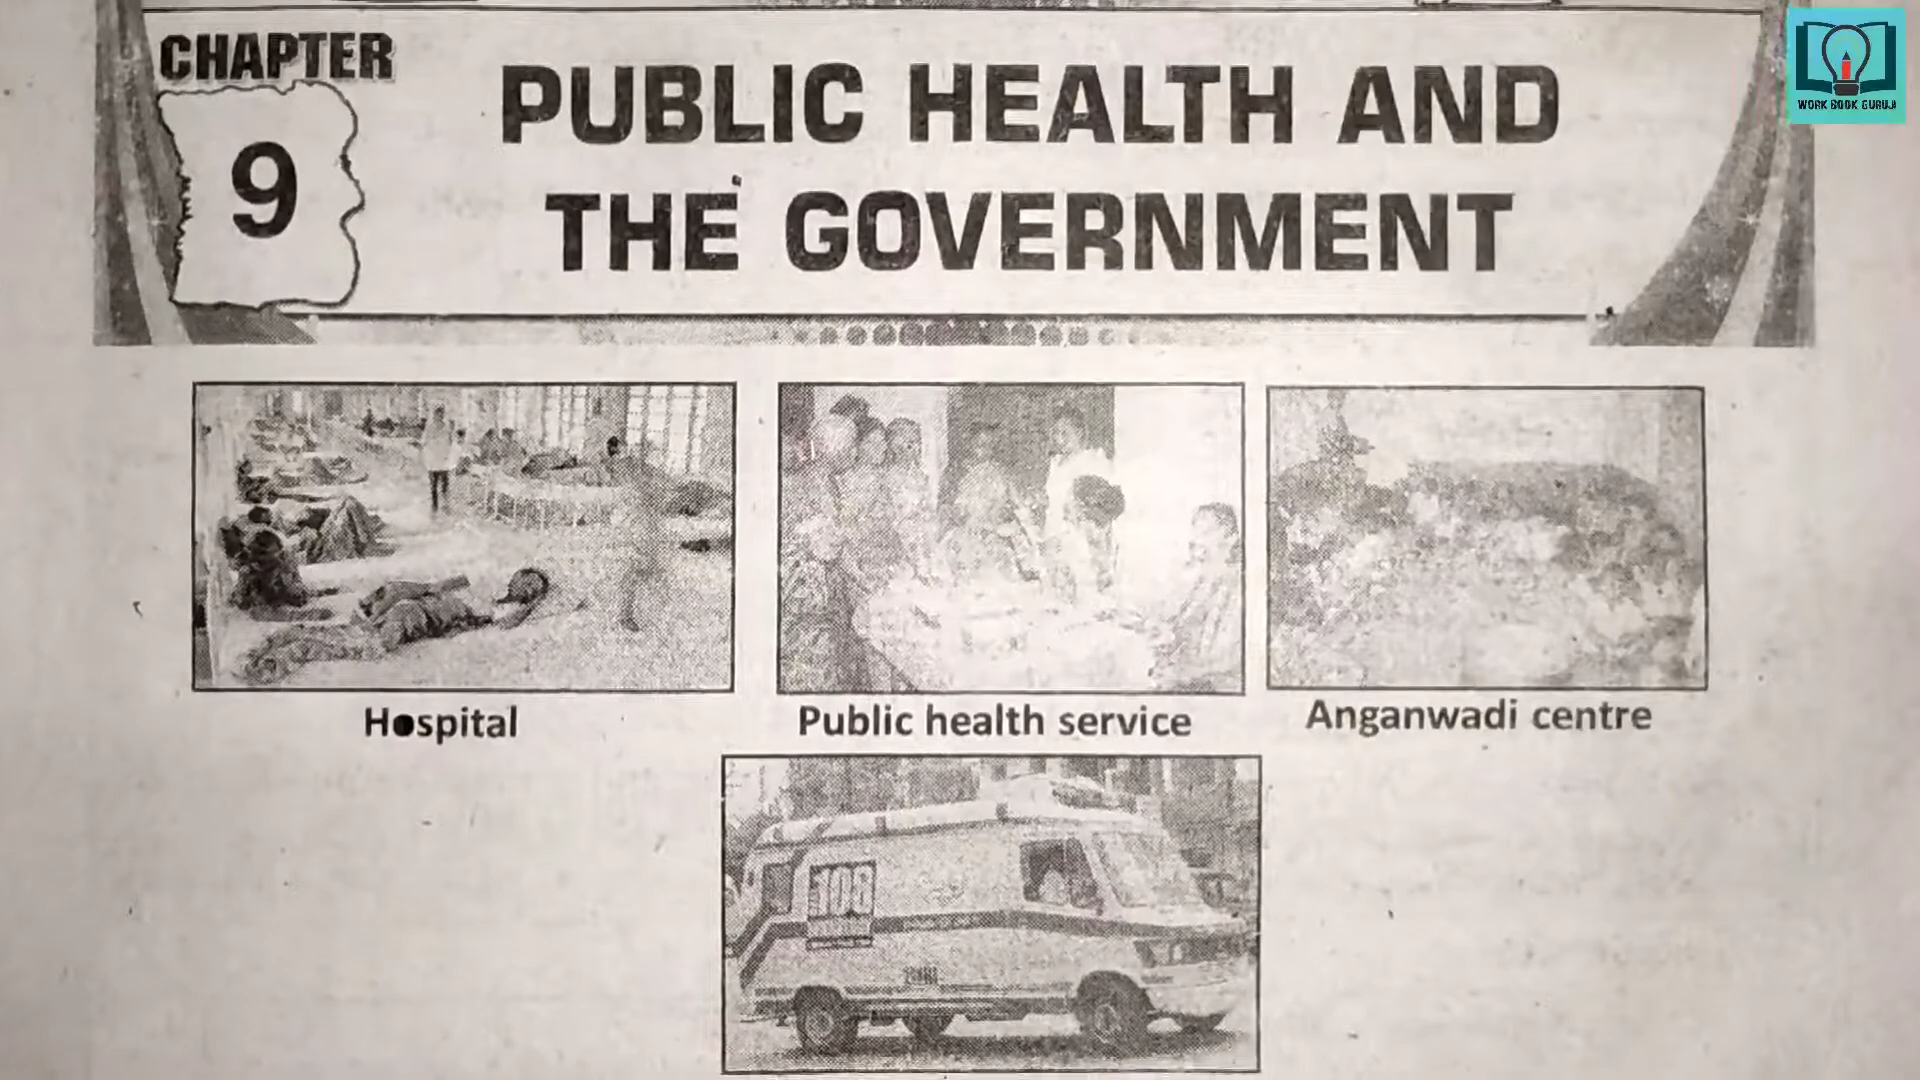 CHAPTER
9
PUBLIC HEALTH AND
THE GOVERNMENT
WORK BOOK GURUJI
Hospital
Public health service
Anganwadi centre
108